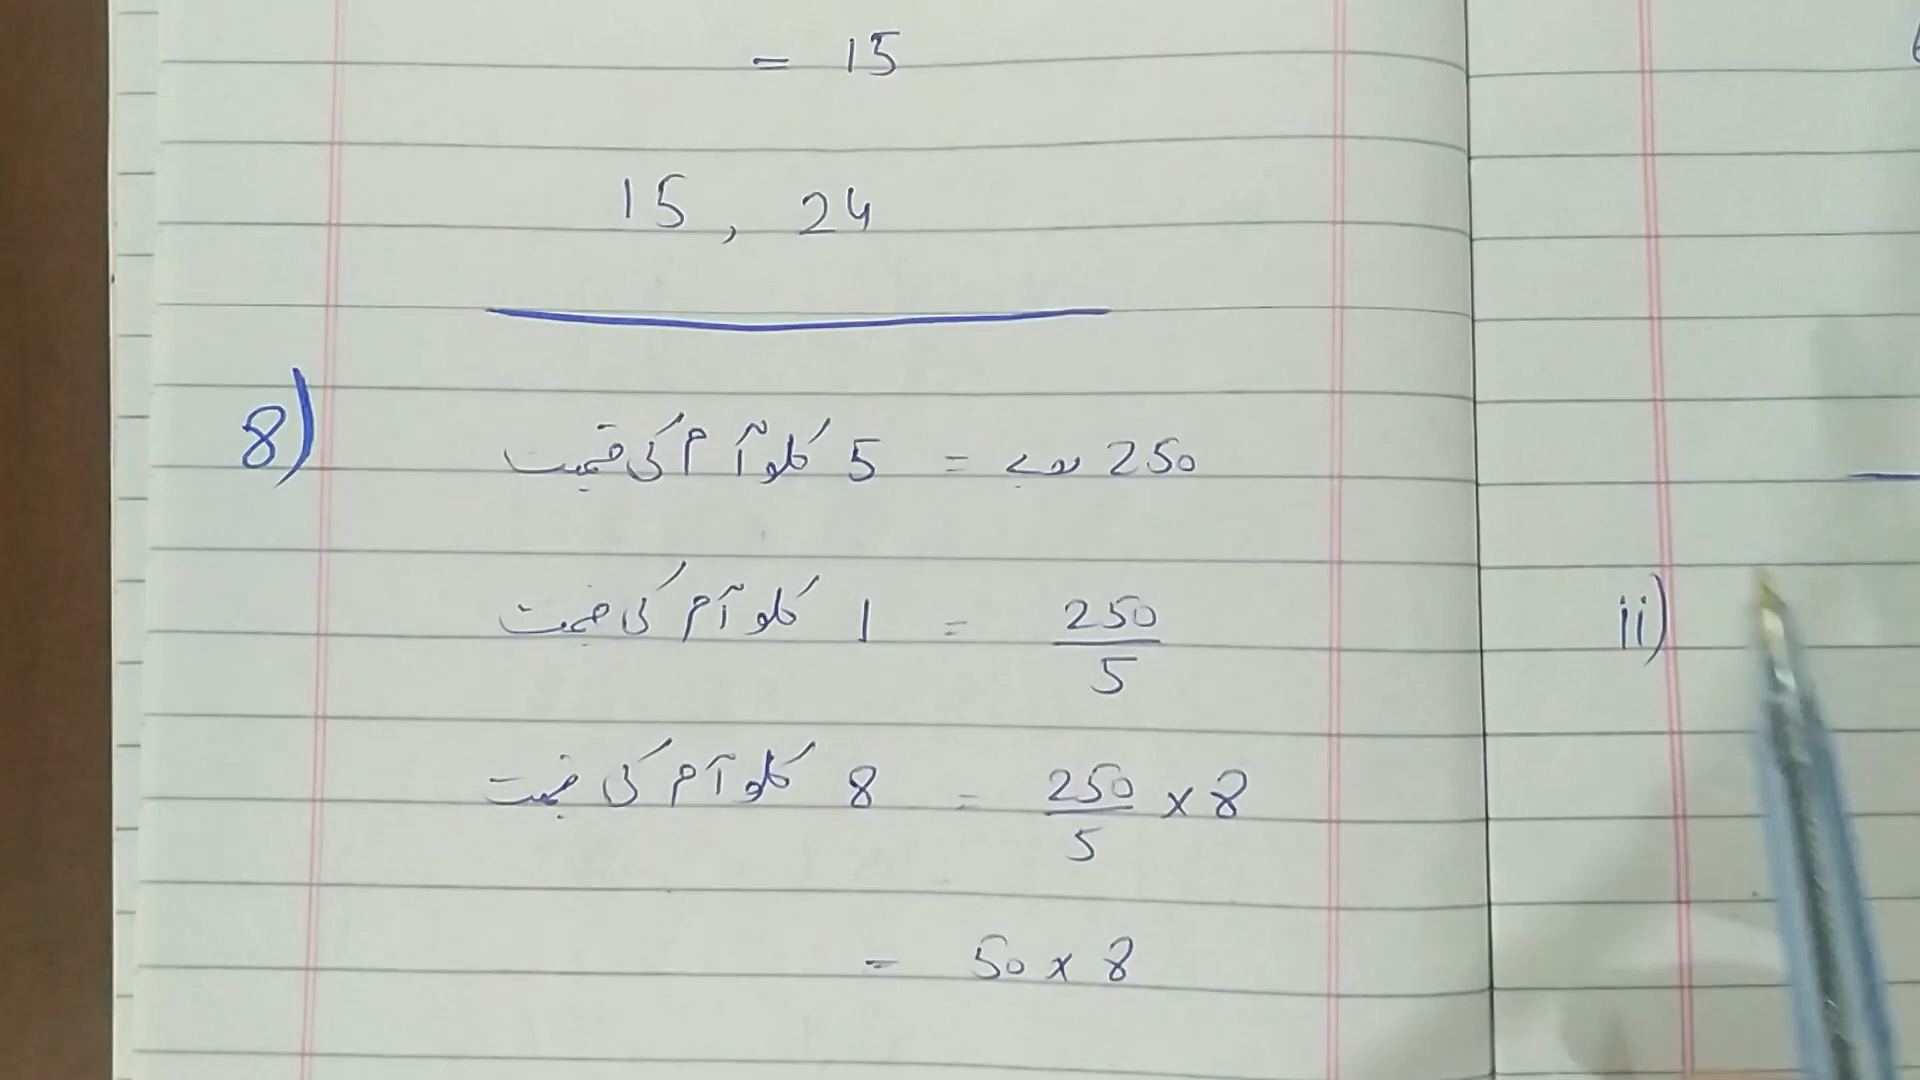 = 15
15 , 24
8) 5 کلو آم کی قیمت = 250 روپے
1 کلو آم کی قیمت = 250/5
8 کلو آم کی قیمت = 250/5 x 8
= 50 x 8
ii)